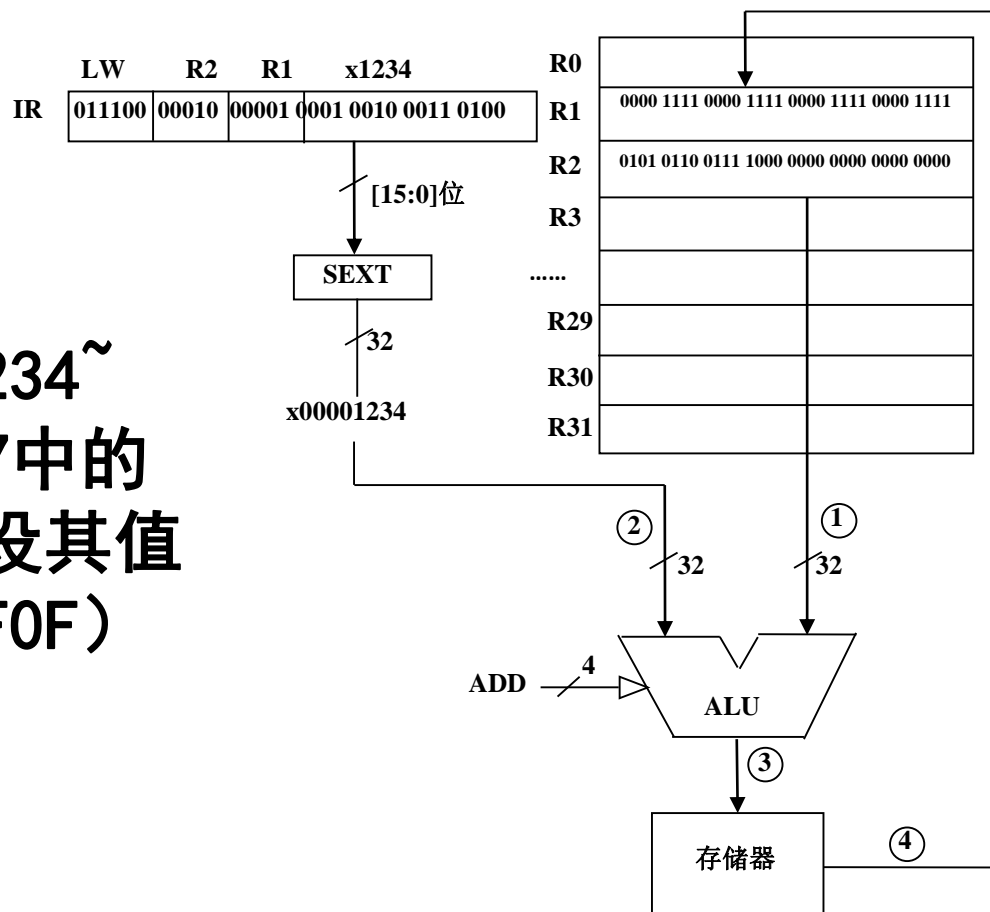 LW R2 R1 x1234
IR 011100 00010 00001 0001 0010 0011 0100
[15:0]位
SEXT
32
x00001234
R0
R1 0000 1111 0000 1111 0000 1111 0000 1111
R2 0101 0110 0111 1000 0000 0000 0000 0000
R3
......
R29
R30
R31
234~
中的
设其值
F0F）
② ①
32 32
ADD 4
ALU
③
存储器 ④